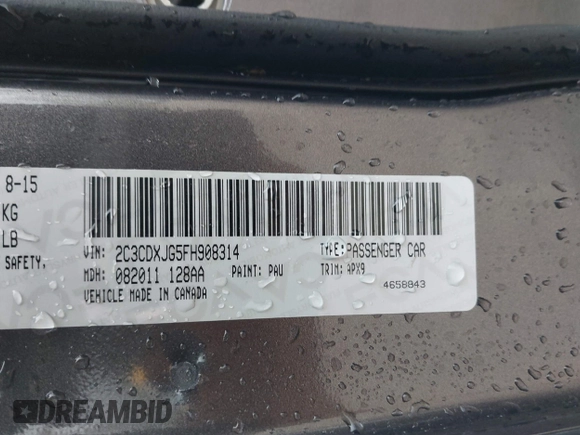 8-15
KG
LB
SAFETY,
VIN: 2C3CDXJG5FH908314 TYPE: PASSENGER CAR
MDH: 082011 128AA PAINT: PAU TRIM: APX9
VEHICLE MADE IN CANADA 4658843
DREAMBID